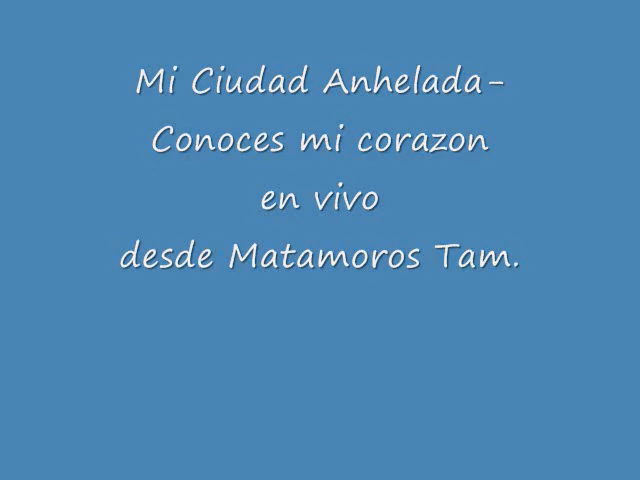 Mi Ciudad Anhelada-
Conoces mi corazon
en vivo
desde Matamoros Tam.